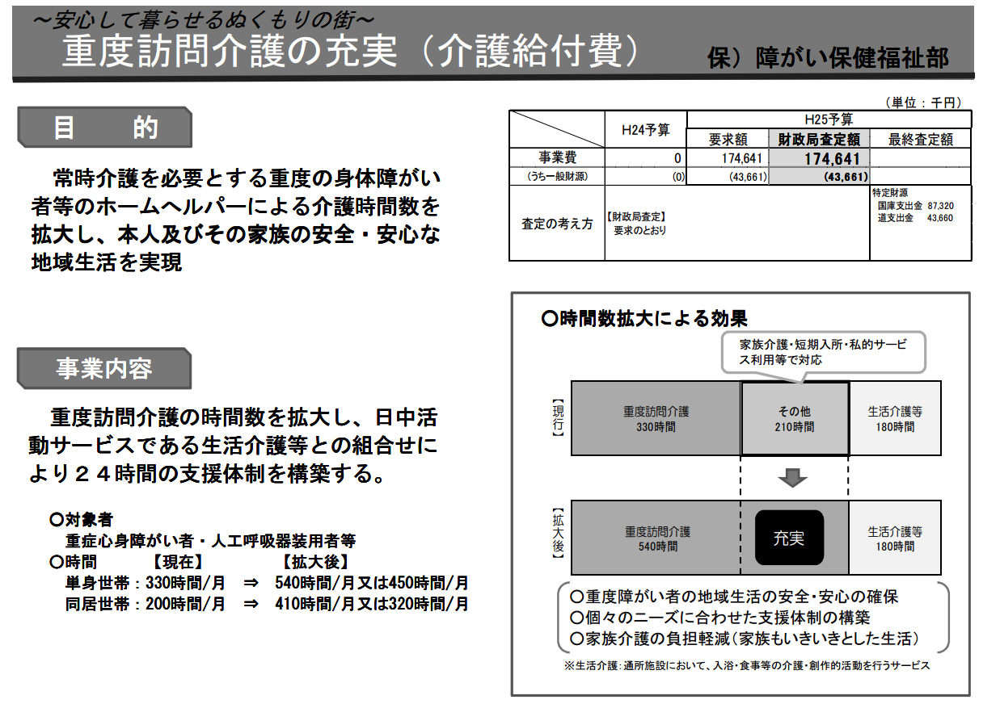 ～安心して暮らせるぬくもりの街～
重度訪問介護の充実（介護給付費）
保）障がい保健福祉部
目　　的
常時介護を必要とする重度の身体障がい
者等のホームヘルパーによる介護時間数を
拡大し、本人及びその家族の安全・安心な
地域生活を実現
事業内容
重度訪問介護の時間数を拡大し、日中活
動サービスである生活介護等との組合せに
より２４時間の支援体制を構築する。
〇対象者
重症心身障がい者・人工呼吸器装用者等
〇時間　【現在】　【拡大後】
単身世帯：330時間/月　⇒　540時間/月又は450時間/月
同居世帯：200時間/月　⇒　410時間/月又は320時間/月
（単位：千円）
H24予算　H25予算
要求額　財政局査定額　最終査定額
事業費　0　174,641　174,641
（うち一般財源）　(0)　(43,661)　(43,661)
査定の考え方
【財政局査定】
要求のとおり
特定財源
国庫支出金　87,320
道支出金　43,660
〇時間数拡大による効果
家族介護・短期入所・私的サービ
ス利用等で対応
【現行】
重度訪問介護
330時間
その他
210時間
生活介護等
180時間
【拡大後】
重度訪問介護
540時間
充実
生活介護等
180時間
〇重度障がい者の地域生活の安全・安心の確保
〇個々のニーズに合わせた支援体制の構築
〇家族介護の負担軽減（家族もいきいきとした生活）
※生活介護：通所施設において、入浴・食事等の介護・創作的活動を行うサービス